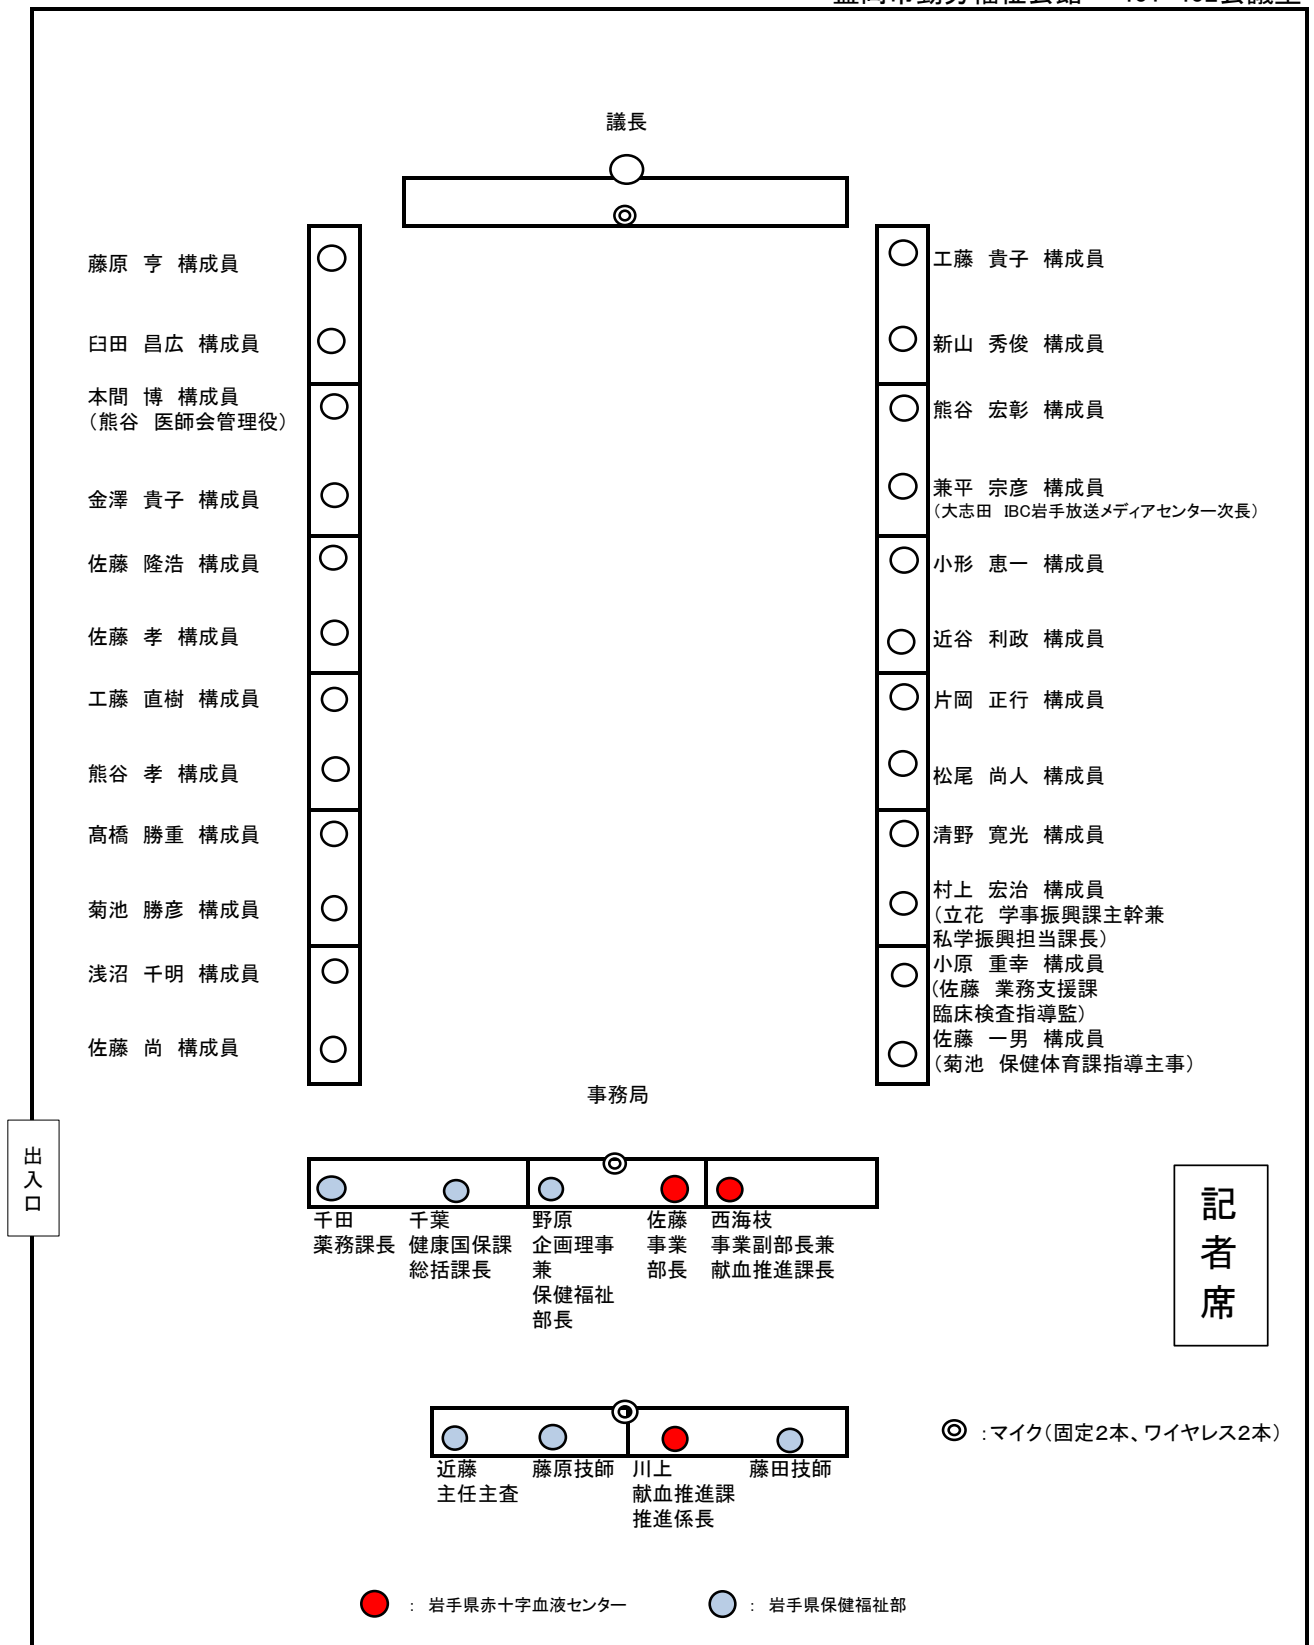 議長
藤原 亨 構成員
臼田 昌広 構成員
本間 博 構成員
（熊谷 医師会管理役）
金澤 貴子 構成員
佐藤 隆浩 構成員
佐藤 孝 構成員
工藤 直樹 構成員
熊谷 孝 構成員
髙橋 勝重 構成員
菊池 勝彦 構成員
浅沼 千明 構成員
佐藤 尚 構成員
工藤 貴子 構成員
新山 秀俊 構成員
熊谷 宏彰 構成員
兼平 宗彦 構成員
（大志田 IBC岩手放送メディアセンター次長）
小形 恵一 構成員
近谷 利政 構成員
片岡 正行 構成員
松尾 尚人 構成員
清野 寛光 構成員
村上 宏治 構成員
（立花 学事振興課主幹兼
私学振興担当課長）
小原 重幸 構成員
（佐藤 業務支援課
臨床検査指導監）
佐藤 一男 構成員
（菊池 保健体育課指導主事）
事務局
出入口
千田
薬務課長
千葉
健康国保課
総括課長
野原
企画理事
兼
保健福祉
部長
佐藤
事業
部長
西海枝
事業副部長兼
献血推進課長
記者席
近藤
主任主査
藤原技師
川上
献血推進課
推進係長
藤田技師
：マイク（固定2本、ワイヤレス2本）
： 岩手県赤十字血液センター
： 岩手県保健福祉部